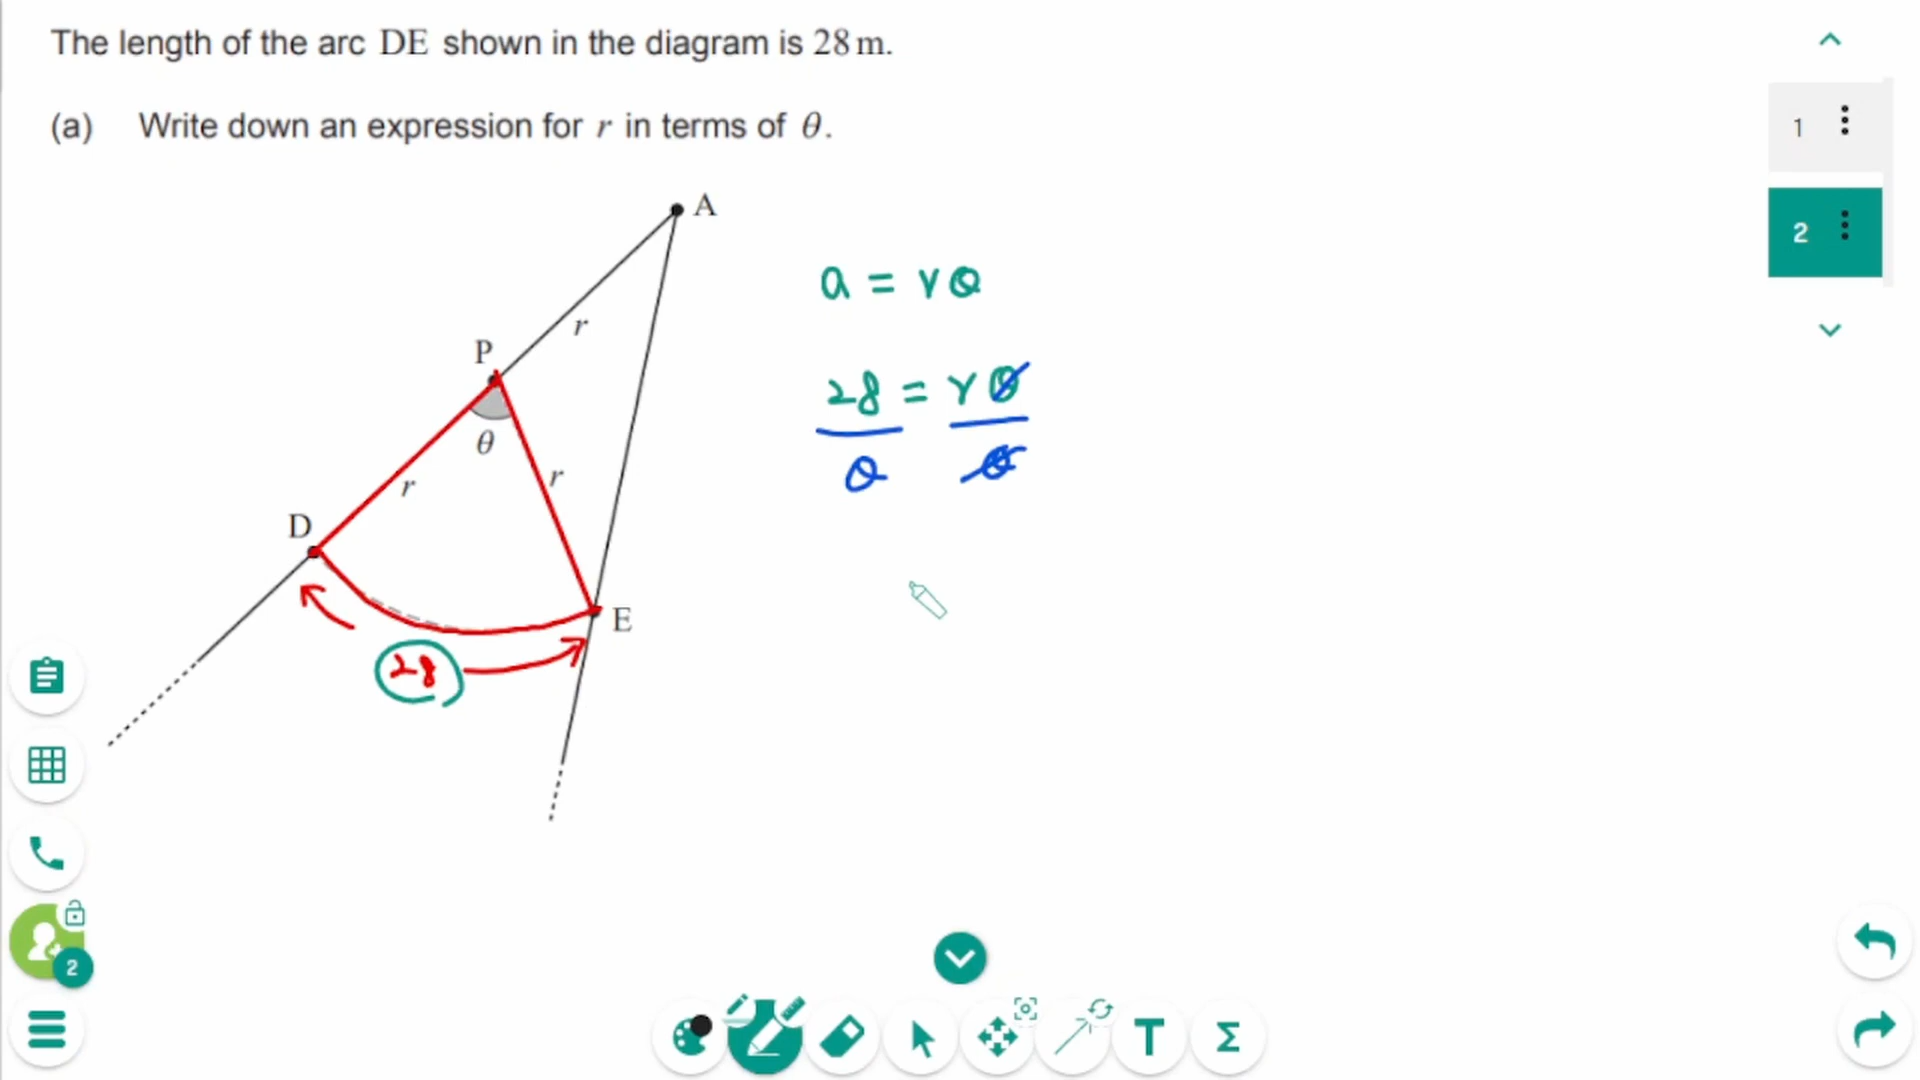 The length of the arc DE shown in the diagram is 28 m.
(a) Write down an expression for r in terms of θ.
1
2
A
r
P
θ
r
r
D
E
28
a = rθ
28 = rθ
θ θ
2
T
Σ